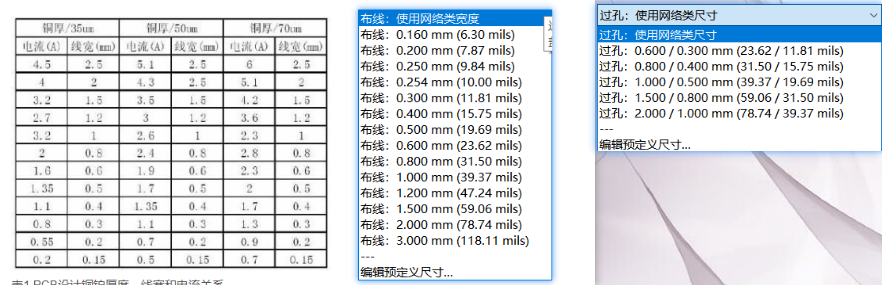 铜厚/35um 铜厚/50um 铜厚/70um
电流(A) 线宽(mm) 电流(A) 线宽(mm) 电流(A) 线宽(mm)
4.5 2.5 5.1 2.5 6 2.5
4 2 4.3 2.5 5.1 2
3.2 1.5 3.5 1.5 4.2 1.5
2.7 1.2 3 1.2 3.6 1.2
3.2 1 2.6 1 2.3 1
2 0.8 2.4 0.8 2.8 0.8
1.6 0.6 1.9 0.6 2.3 0.6
1.35 0.5 1.7 0.5 2 0.5
1.1 0.4 1.35 0.4 1.7 0.4
0.8 0.3 1.1 0.3 1.3 0.3
0.55 0.2 0.7 0.2 0.9 0.2
0.2 0.15 0.5 0.15 0.7 0.15
布线：使用网络类宽度
布线：0.160 mm (6.30 mils)
布线：0.200 mm (7.87 mils)
布线：0.250 mm (9.84 mils)
布线：0.254 mm (10.00 mils)
布线：0.300 mm (11.81 mils)
布线：0.400 mm (15.75 mils)
布线：0.500 mm (19.69 mils)
布线：0.600 mm (23.62 mils)
布线：0.800 mm (31.50 mils)
布线：1.000 mm (39.37 mils)
布线：1.200 mm (47.24 mils)
布线：1.500 mm (59.06 mils)
布线：2.000 mm (78.74 mils)
布线：3.000 mm (118.11 mils)
---
编辑预定义尺寸...
过孔：使用网络类尺寸
过孔：使用网络类尺寸
过孔：0.600 / 0.300 mm (23.62 / 11.81 mils)
过孔：0.800 / 0.400 mm (31.50 / 15.75 mils)
过孔：1.000 / 0.500 mm (39.37 / 19.69 mils)
过孔：1.500 / 0.800 mm (59.06 / 31.50 mils)
过孔：2.000 / 1.000 mm (78.74 / 39.37 mils)
---
编辑预定义尺寸...